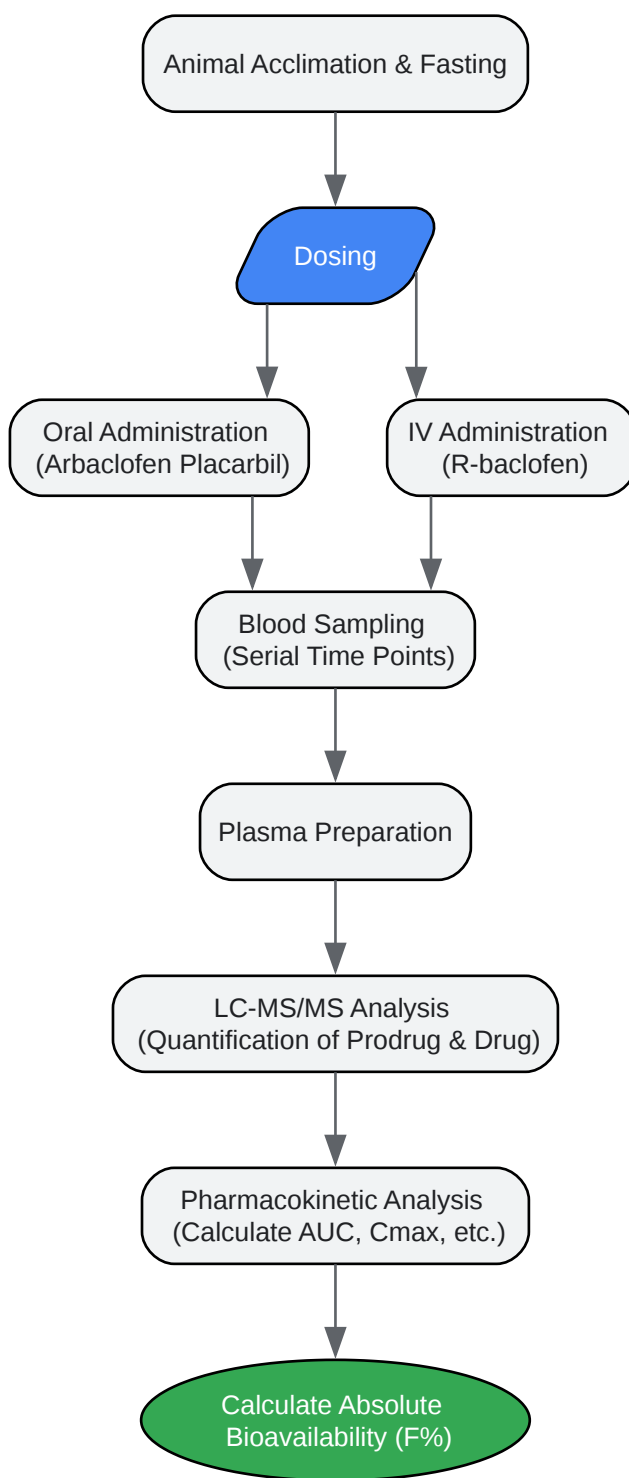 Animal Acclimation & Fasting
Dosing
Oral Administration
(Arbaclofen Placarbil)
IV Administration
(R-baclofen)
Blood Sampling
(Serial Time Points)
Plasma Preparation
LC-MS/MS Analysis
(Quantification of Prodrug & Drug)
Pharmacokinetic Analysis
(Calculate AUC, Cmax, etc.)
Calculate Absolute
Bioavailability (F%)